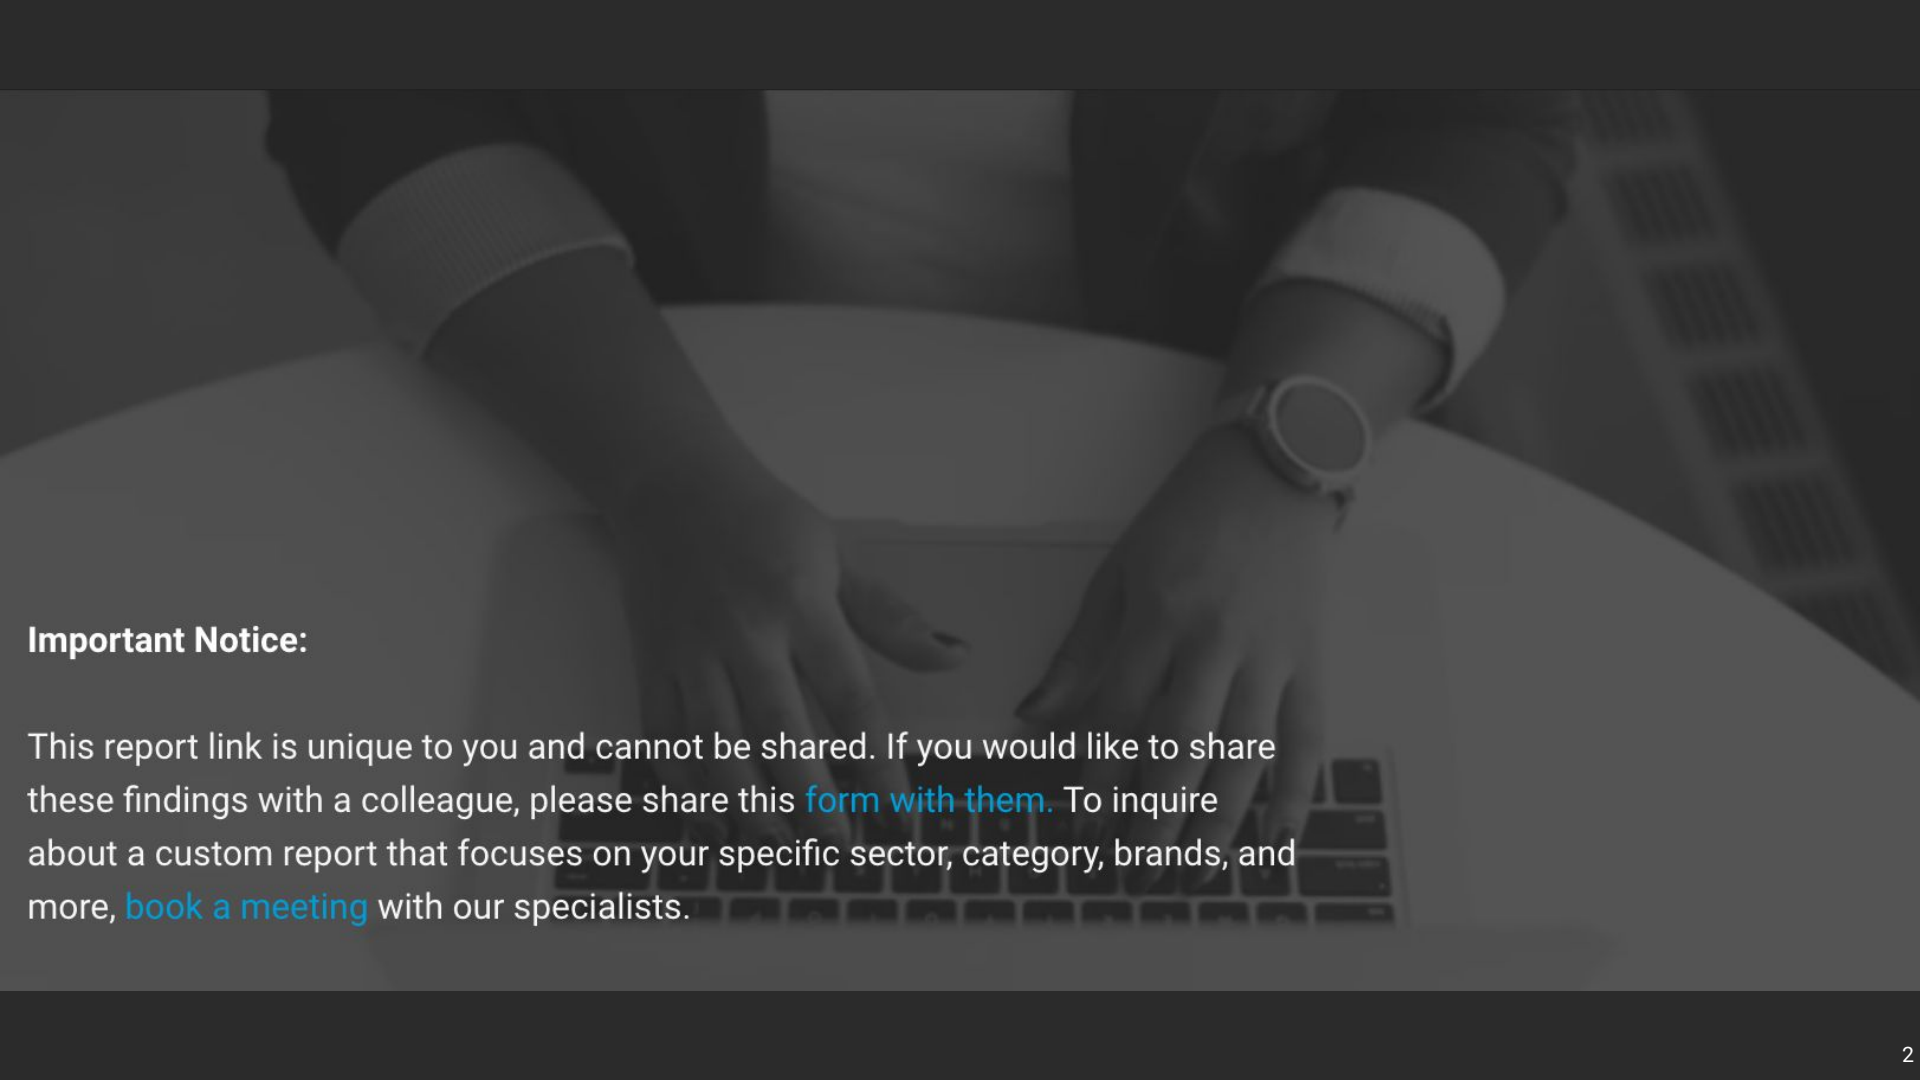 Important Notice:
This report link is unique to you and cannot be shared. If you would like to share
these findings with a colleague, please share this form with them. To inquire
about a custom report that focuses on your specific sector, category, brands, and
more, book a meeting with our specialists.
2